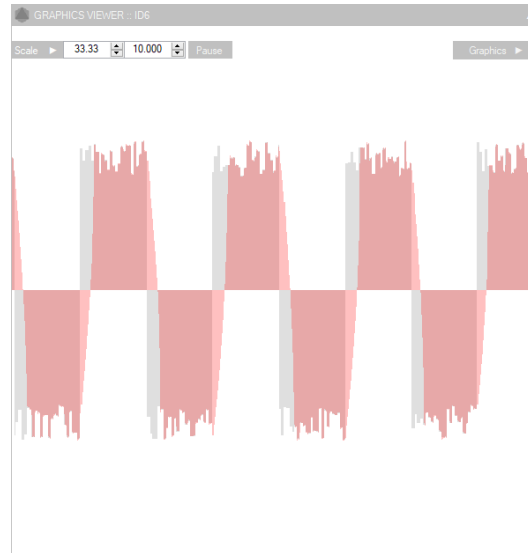 GRAPHICS VIEWER :: ID6
Scale ► 33.33 10.000 Pause Graphics ►